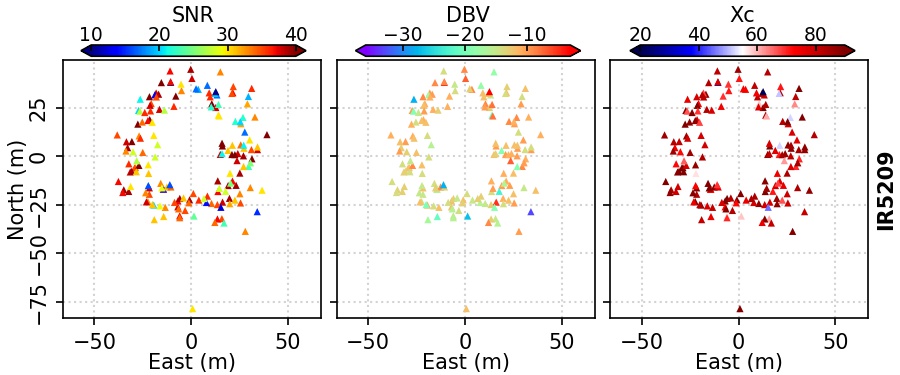 SNR DBV Xc
10 20 30 40 −30 −20 −10 20 40 60 80
25
0
−25
−50
−75
North (m)
IR5209
−50 0 50 −50 0 50 −50 0 50
East (m) East (m) East (m)